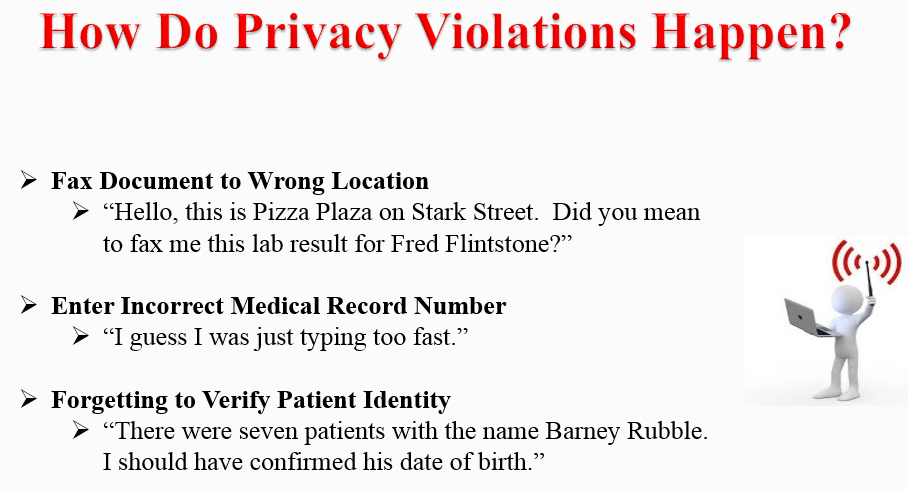 How Do Privacy Violations Happen?
➢ Fax Document to Wrong Location
➢ “Hello, this is Pizza Plaza on Stark Street.  Did you mean
to fax me this lab result for Fred Flintstone?”
➢ Enter Incorrect Medical Record Number
➢ “I guess I was just typing too fast.”
➢ Forgetting to Verify Patient Identity
➢ “There were seven patients with the name Barney Rubble.
I should have confirmed his date of birth.”